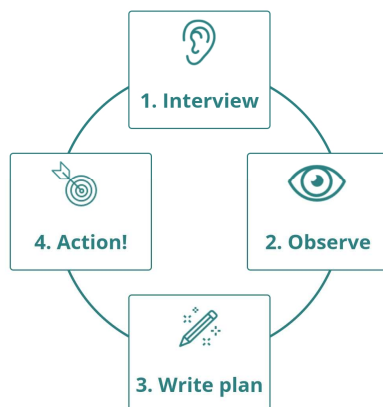 1. Interview
2. Observe
3. Write plan
4. Action!